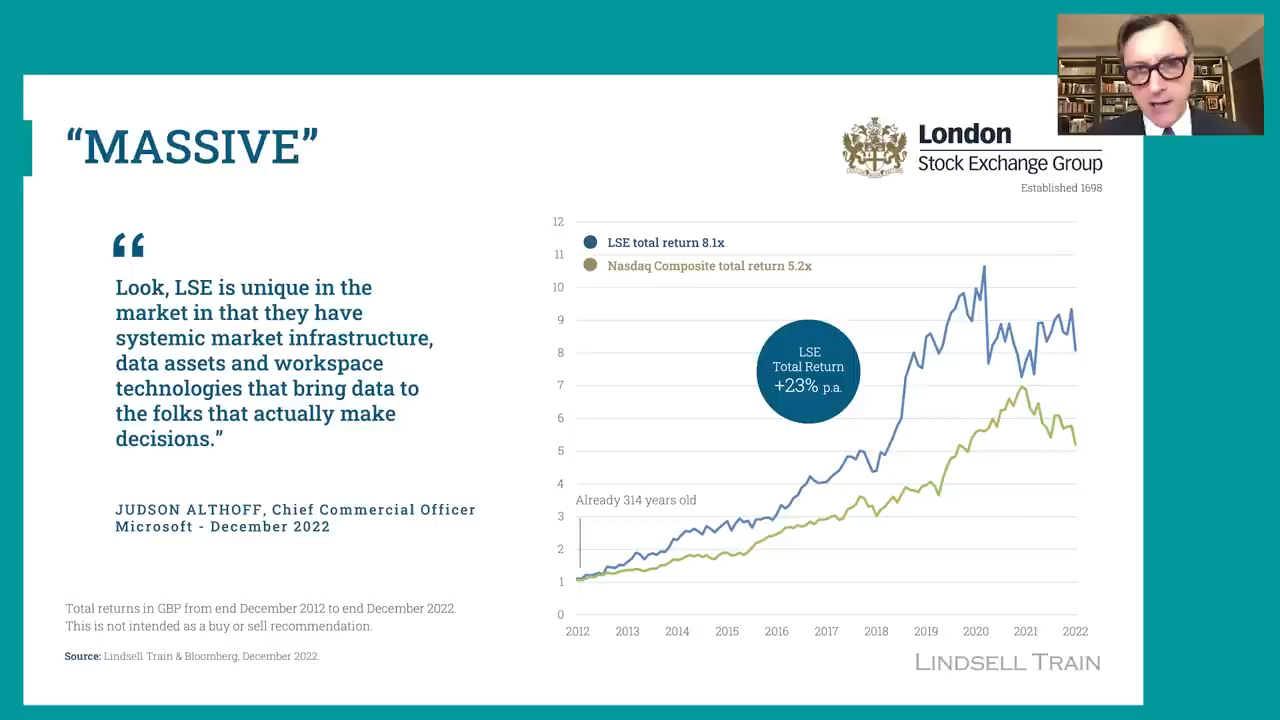 “MASSIVE”
London
Stock Exchange Group
Established 1698
“
Look, LSE is unique in the
market in that they have
systemic market infrastructure,
data assets and workspace
technologies that bring data to
the folks that actually make
decisions.”
JUDSON ALTHOFF, Chief Commercial Officer
Microsoft - December 2022
Total returns in GBP from end December 2012 to end December 2022.
This is not intended as a buy or sell recommendation.
Source: Lindsell Train & Bloomberg, December 2022.
12
11
10
9
8
7
6
5
4
3
2
1
0
LSE total return 8.1x
Nasdaq Composite total return 5.2x
LSE
Total Return
+23% p.a.
Already 314 years old
2012 2013 2014 2015 2016 2017 2018 2019 2020 2021 2022
LINDSELL TRAIN